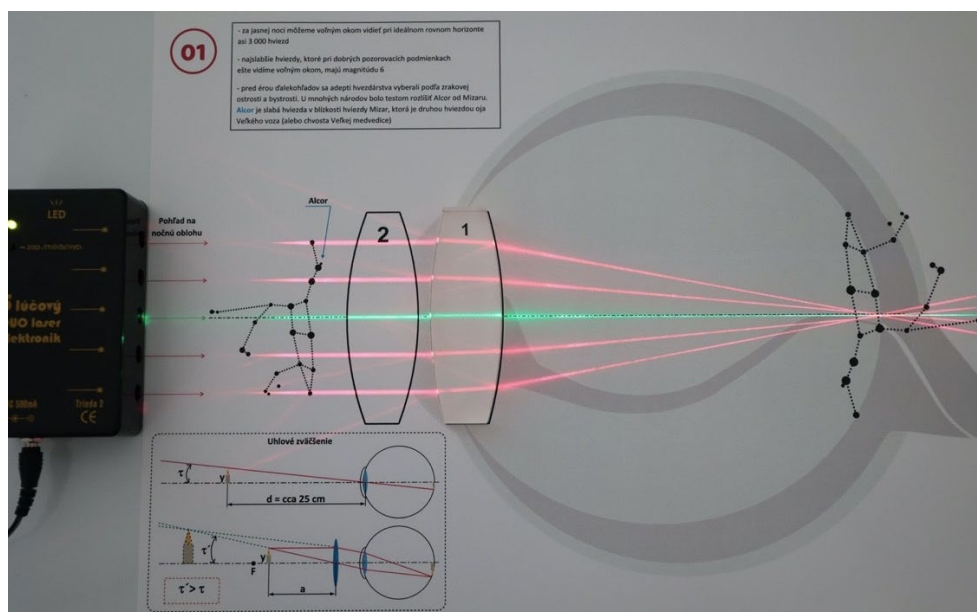 01
- za jasnej noci môžeme voľným okom vidieť pri ideálnom rovnom horizonte
asi 3 000 hviezd
- najslabšie hviezdy, ktoré pri dobrých pozorovacích podmienkach
ešte vidíme voľným okom, majú magnitúdu 6
- pred érou ďalekohľadov sa adepti hvezdárstva vyberali podľa zrakovej
ostrosti a bystrosti. U mnohých národov bolo testom rozlíšiť Alcor od Mizaru.
Alcor je slabá hviezda v blízkosti hviezdy Mizar, ktorá je druhou hviezdou oja
Veľkého voza (alebo chvosta Veľkej medvedice)
LED
Alcor
Pohľad na
nočnú oblohu
2
1
lúčový
laser
elektronik
500mA
Trieda 2
CE
Uhlové zväčšenie
τ
y
d = cca 25 cm
τ´
y
F
a
τ´> τ